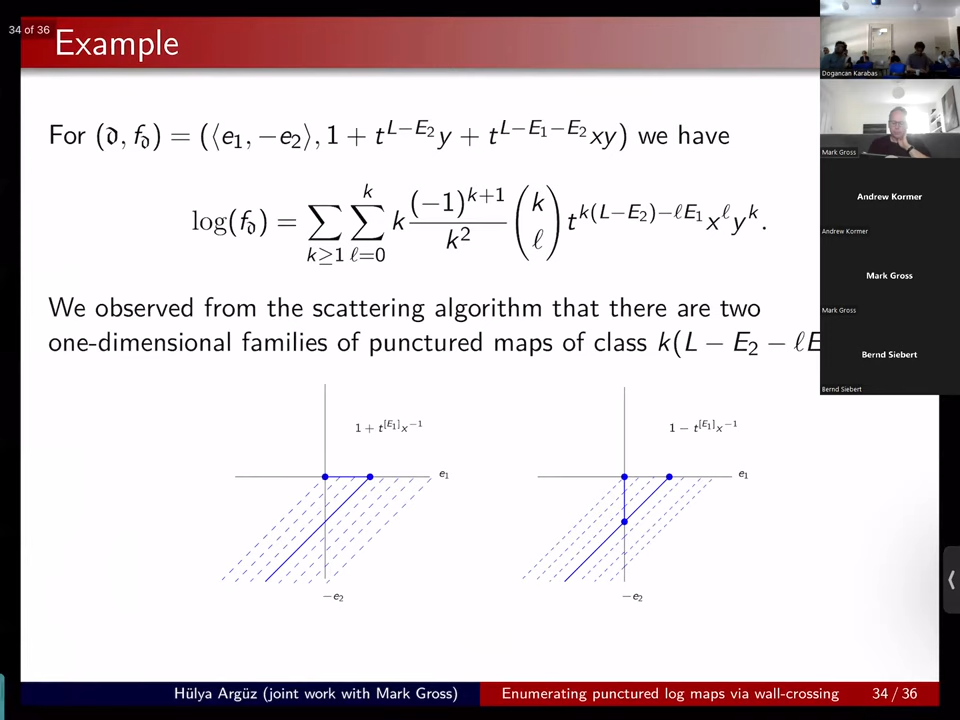 34 of 36
Example
For (𝔡, f_𝔡) = (⟨e₁, −e₂⟩, 1 + t^{L−E₂}y + t^{L−E₁−E₂}xy) we have
log(f_𝔡) = ∑_{k≥1} ∑_{ℓ=0}^{k} k \frac{(−1)^{k+1}}{k²} \binom{k}{ℓ} t^{k(L−E₂)−ℓE₁} x^ℓ y^k.
We observed from the scattering algorithm that there are two
one-dimensional families of punctured maps of class k(L − E₂ − ℓE
1 + t^{[E₁]}x^{−1}
e₁
−e₂
1 − t^{[E₁]}x^{−1}
e₁
−e₂
Hülya Argüz (joint work with Mark Gross)
Enumerating punctured log maps via wall-crossing
34 / 36
Dogancan Karabas
Mark Gross
Andrew Kormer
Andrew Kormer
Mark Gross
Mark Gross
Bernd Siebert
Bernd Siebert